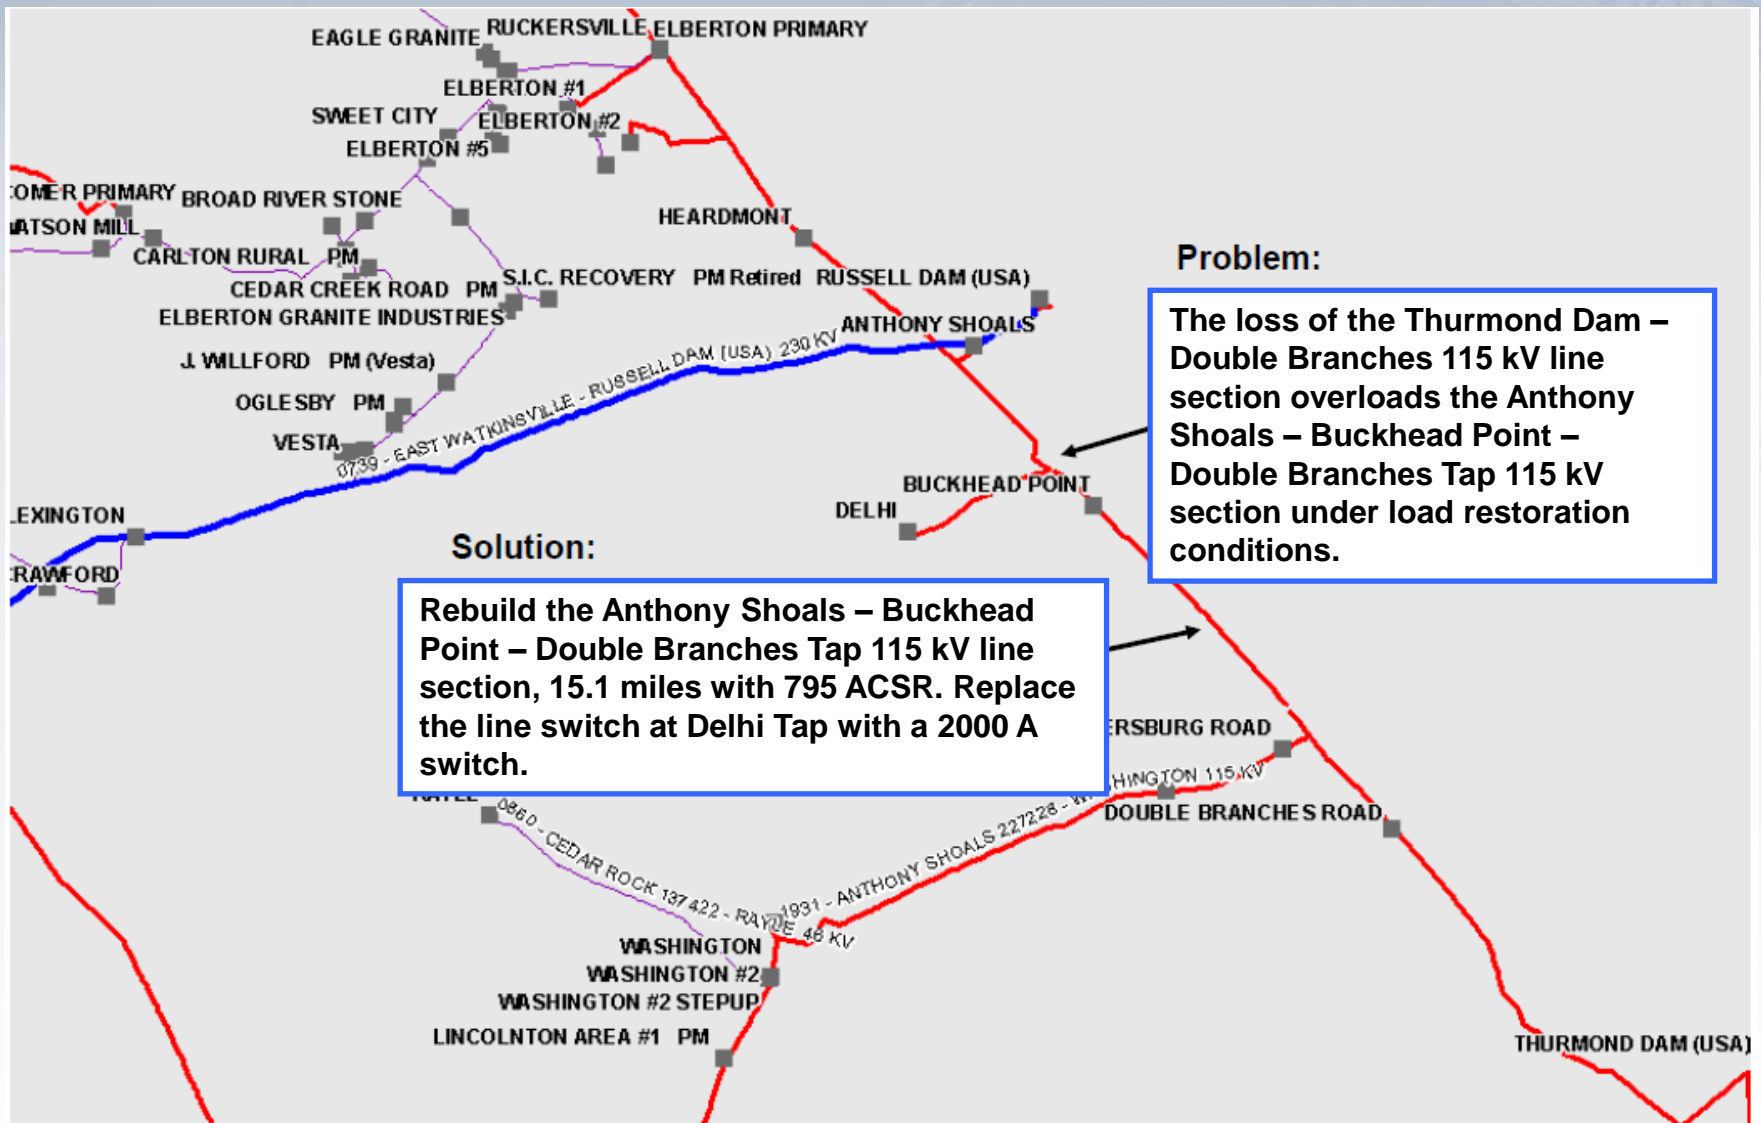 EAGLE GRANITE
RUCKERSVILLE
ELBERTON PRIMARY
ELBERTON #1
SWEET CITY
ELBERTON #2
ELBERTON #5
OMER PRIMARY
BROAD RIVER STONE
ATSON MILL
HEARDMONT
CARLTON RURAL PM
CEDAR CREEK ROAD PM
S.I.C. RECOVERY PM Retired
RUSSELL DAM (USA)
ELBERTON GRANITE INDUSTRIES
ANTHONY SHOALS
J. WILLFORD PM (Vesta)
OGLESBY PM
VESTA
0739 - EAST WATKINSVILLE - RUSSELL DAM (USA) 230 KV
Problem:
The loss of the Thurmond Dam –
Double Branches 115 kV line
section overloads the Anthony
Shoals – Buckhead Point –
Double Branches Tap 115 kV
section under load restoration
conditions.
BUCKHEAD POINT
DELHI
LEXINGTON
RAWFORD
Solution:
Rebuild the Anthony Shoals – Buckhead
Point – Double Branches Tap 115 kV line
section, 15.1 miles with 795 ACSR. Replace
the line switch at Delhi Tap with a 2000 A
switch.
ERSBURG ROAD
DOUBLE BRANCHES ROAD
0860 - CEDAR ROCK 137422 - RAYLE 46 KV
1931 - ANTHONY SHOALS 227228 - WASHINGTON 115 KV
WASHINGTON
WASHINGTON #2
WASHINGTON #2 STEPUP
LINCOLNTON AREA #1 PM
THURMOND DAM (USA)